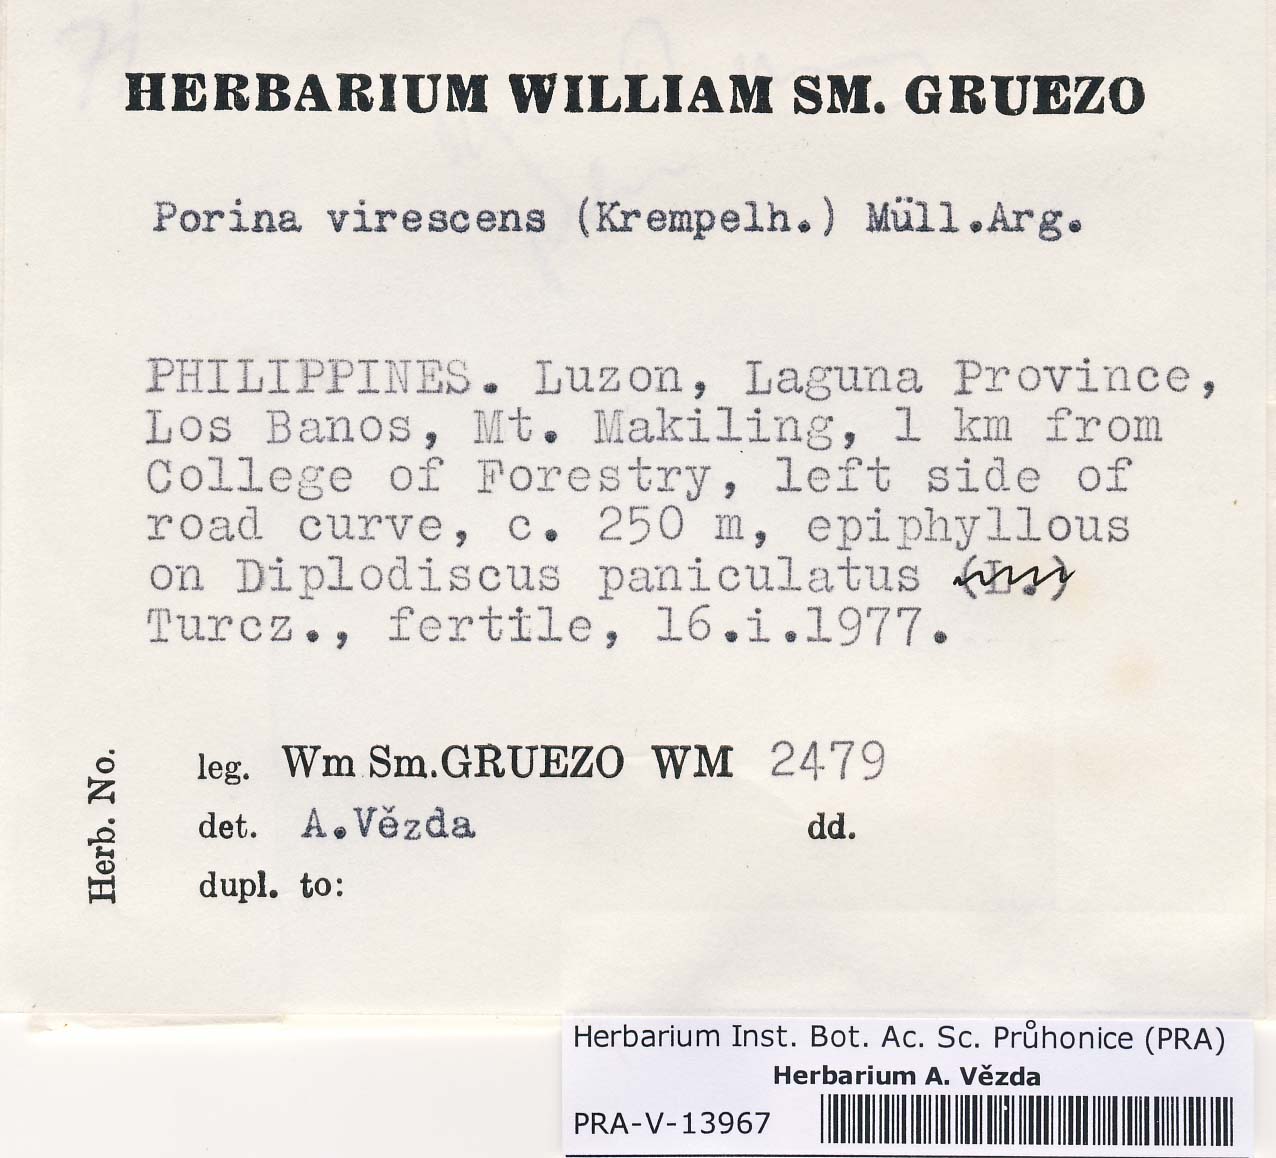 HERBARIUM WILLIAM SM. GRUEZO
Porina virescens (Krempelh.) Müll.Arg.
PHILIPPINES. Luzon, Laguna Province,
Los Banos, Mt. Makiling, 1 km from
College of Forestry, left side of
road curve, c. 250 m, epiphyllous
on Diplodiscus paniculatus (L.)
Turcz., fertile, 16.i.1977.
Herb. No.
leg. Wm Sm.GRUEZO WM 2479
det. A.Vězda dd.
dupl. to:
Herbarium Inst. Bot. Ac. Sc. Průhonice (PRA)
Herbarium A. Vězda
PRA-V-13967